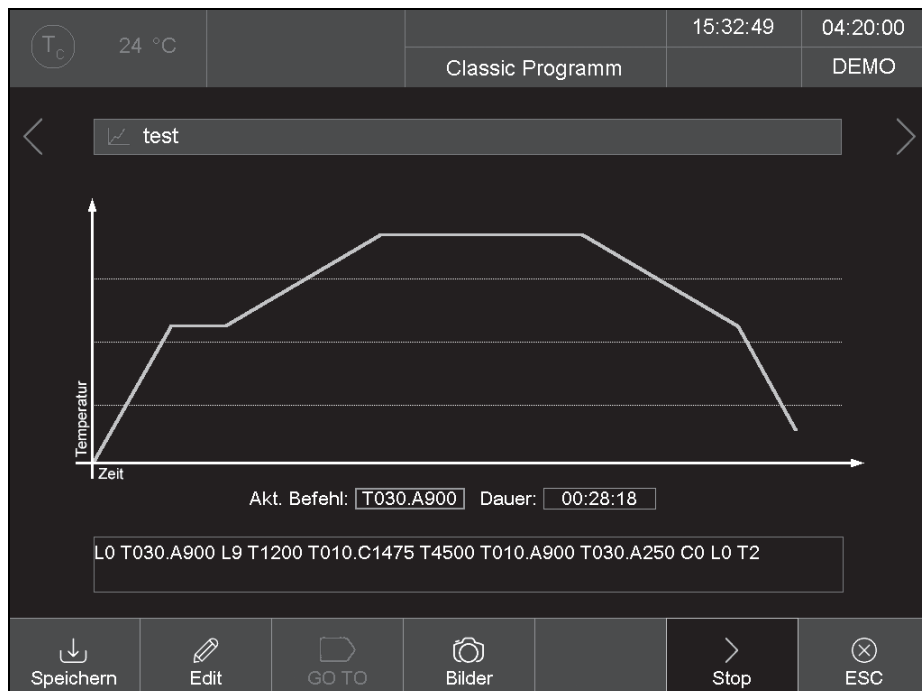 Tc 24 °C 15:32:49 04:20:00
Classic Programm DEMO
test
Temperatur
Zeit
Akt. Befehl: T030.A900 Dauer: 00:28:18
L0 T030.A900 L9 T1200 T010.C1475 T4500 T010.A900 T030.A250 C0 L0 T2
Speichern Edit GO TO Bilder Stop ESC